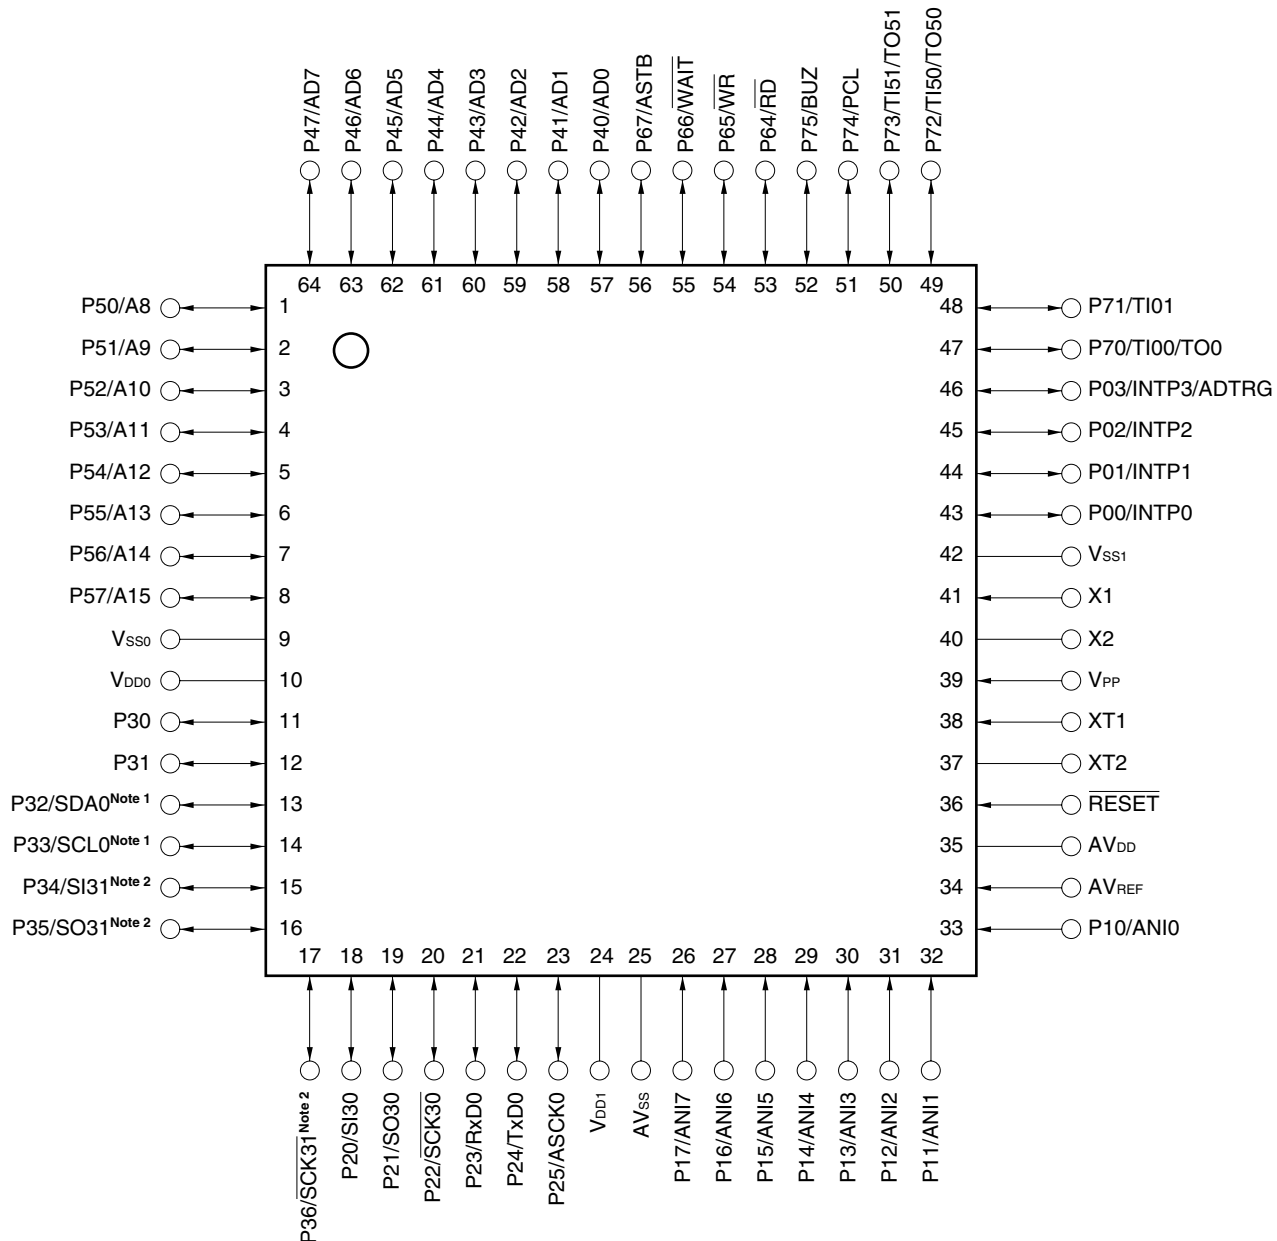 P47/AD7
P46/AD6
P45/AD5
P44/AD4
P43/AD3
P42/AD2
P41/AD1
P40/AD0
P67/ASTB
P66/WAIT
P65/WR
P64/RD
P75/BUZ
P74/PCL
P73/TI51/TO51
P72/TI50/TO50
64 63 62 61 60 59 58 57 56 55 54 53 52 51 50 49
P50/A8 1
P51/A9 2
P52/A10 3
P53/A11 4
P54/A12 5
P55/A13 6
P56/A14 7
P57/A15 8
VSS0 9
VDD0 10
P30 11
P31 12
P32/SDA0Note 1 13
P33/SCL0Note 1 14
P34/SI31Note 2 15
P35/SO31Note 2 16
48 P71/TI01
47 P70/TI00/TO0
46 P03/INTP3/ADTRG
45 P02/INTP2
44 P01/INTP1
43 P00/INTP0
42 VSS1
41 X1
40 X2
39 VPP
38 XT1
37 XT2
36 RESET
35 AVDD
34 AVREF
33 P10/ANI0
17 18 19 20 21 22 23 24 25 26 27 28 29 30 31 32
P36/SCK31Note 2
P20/SI30
P21/SO30
P22/SCK30
P23/RxD0
P24/TxD0
P25/ASCK0
VDD1
AVSS
P17/ANI7
P16/ANI6
P15/ANI5
P14/ANI4
P13/ANI3
P12/ANI2
P11/ANI1